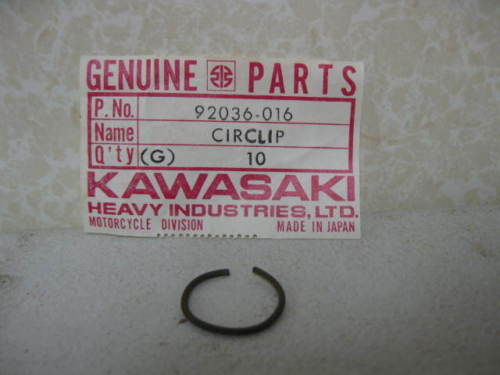 GENUINE PARTS
P. No. 92036-016
Name CIRCLIP
Q'ty (G) 10
KAWASAKI
HEAVY INDUSTRIES, LTD.
MOTORCYCLE DIVISION MADE IN JAPAN